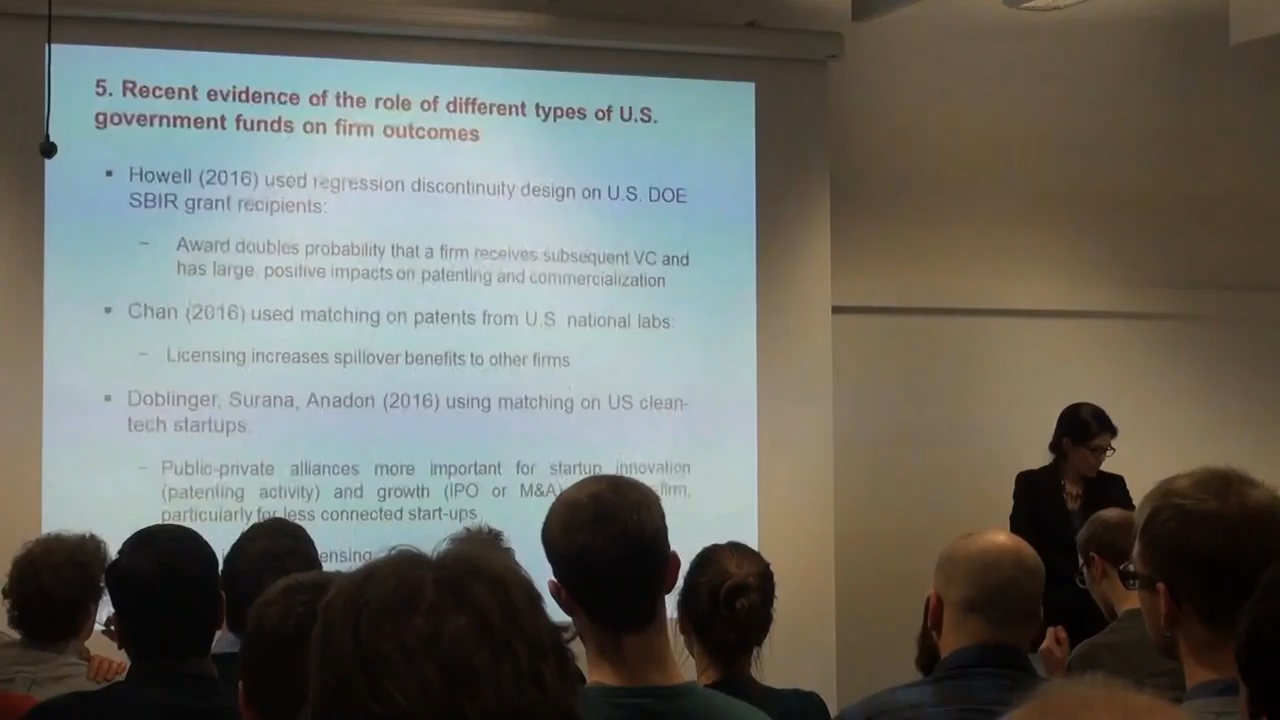 5. Recent evidence of the role of different types of U.S.
government funds on firm outcomes
▪ Howell (2016) used regression discontinuity design on U.S. DOE
SBIR grant recipients:
– Award doubles probability that a firm receives subsequent VC and
has large, positive impacts on patenting and commercialization
▪ Chan (2016) used matching on patents from U.S. national labs:
– Licensing increases spillover benefits to other firms
▪ Doblinger, Surana, Anadon (2016) using matching on US clean-
tech startups
– Public-private alliances more important for startup innovation
(patenting activity) and growth (IPO or M&A) firm,
particularly for less connected start-ups